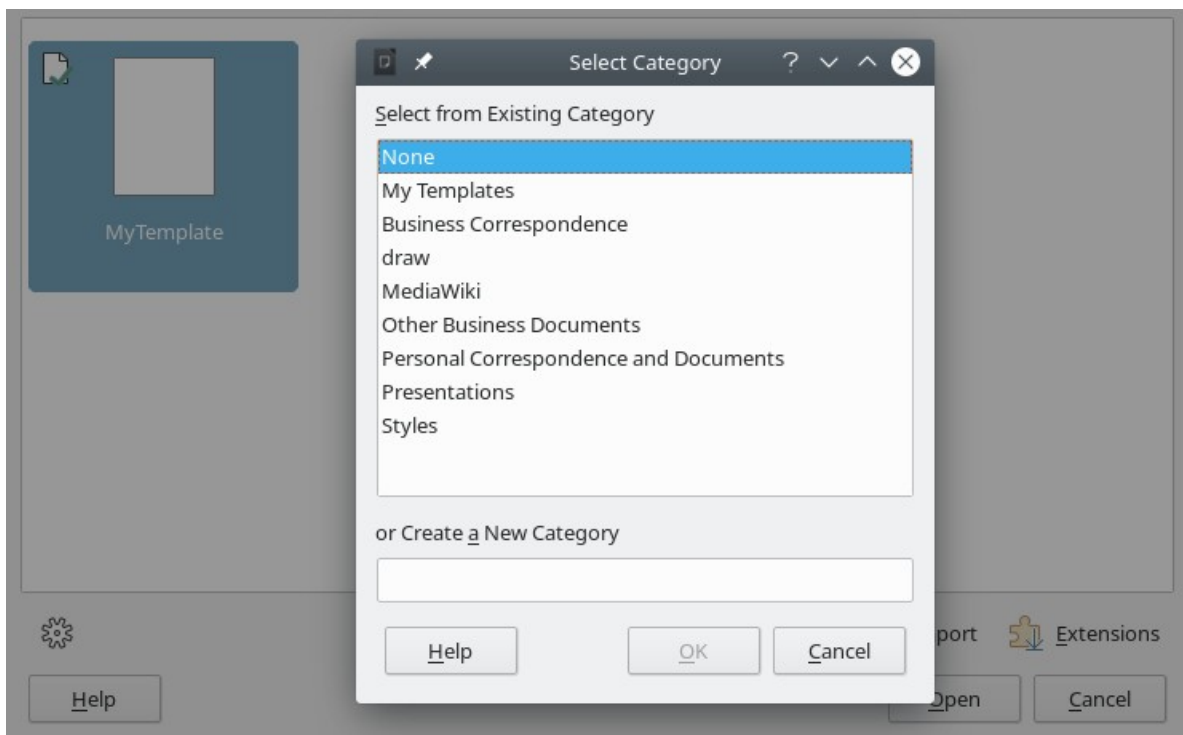 Select Category
Select from Existing Category
None
My Templates
MyTemplate
Business Correspondence
draw
MediaWiki
Other Business Documents
Personal Correspondence and Documents
Presentations
Styles
or Create a New Category
port
Extensions
Help
OK
Cancel
Help
Open
Cancel